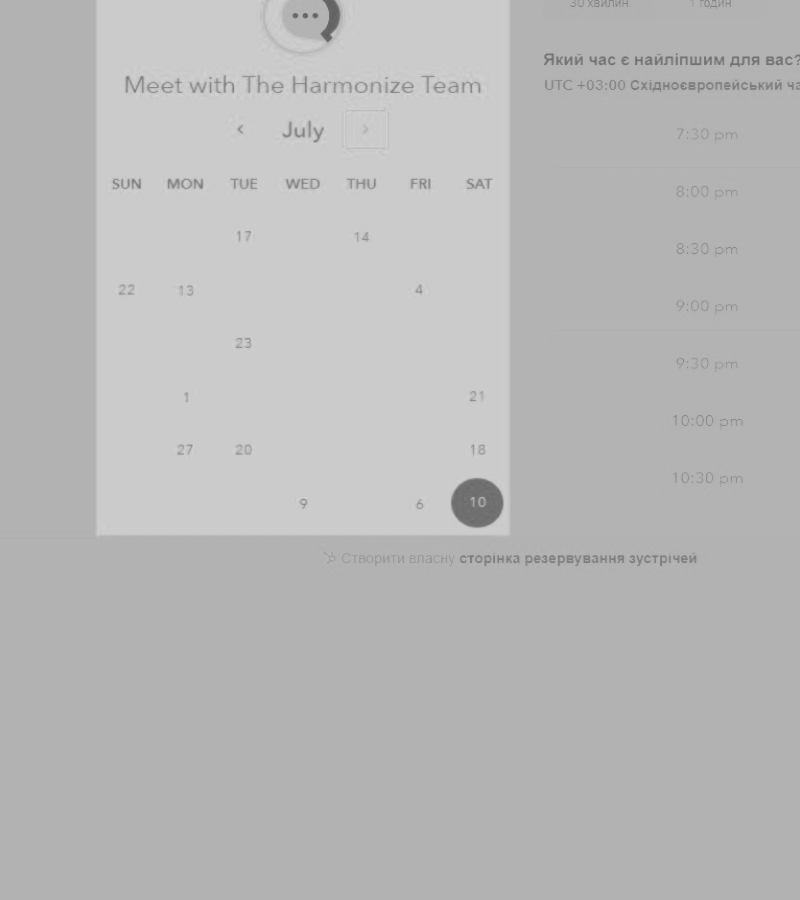 30 хвилин 1 годин
Який час є найліпшим для вас?
UTC +03:00 Східноєвропейський
Meet with The Harmonize Team
July
SUN MON TUE WED THU FRI SAT
17 14
22 13 4
23
1 21
27 20 18
9 6 10
7:30 pm
8:00 pm
8:30 pm
9:00 pm
9:30 pm
10:00 pm
10:30 pm
Створити власну сторінка резервування зустрічей